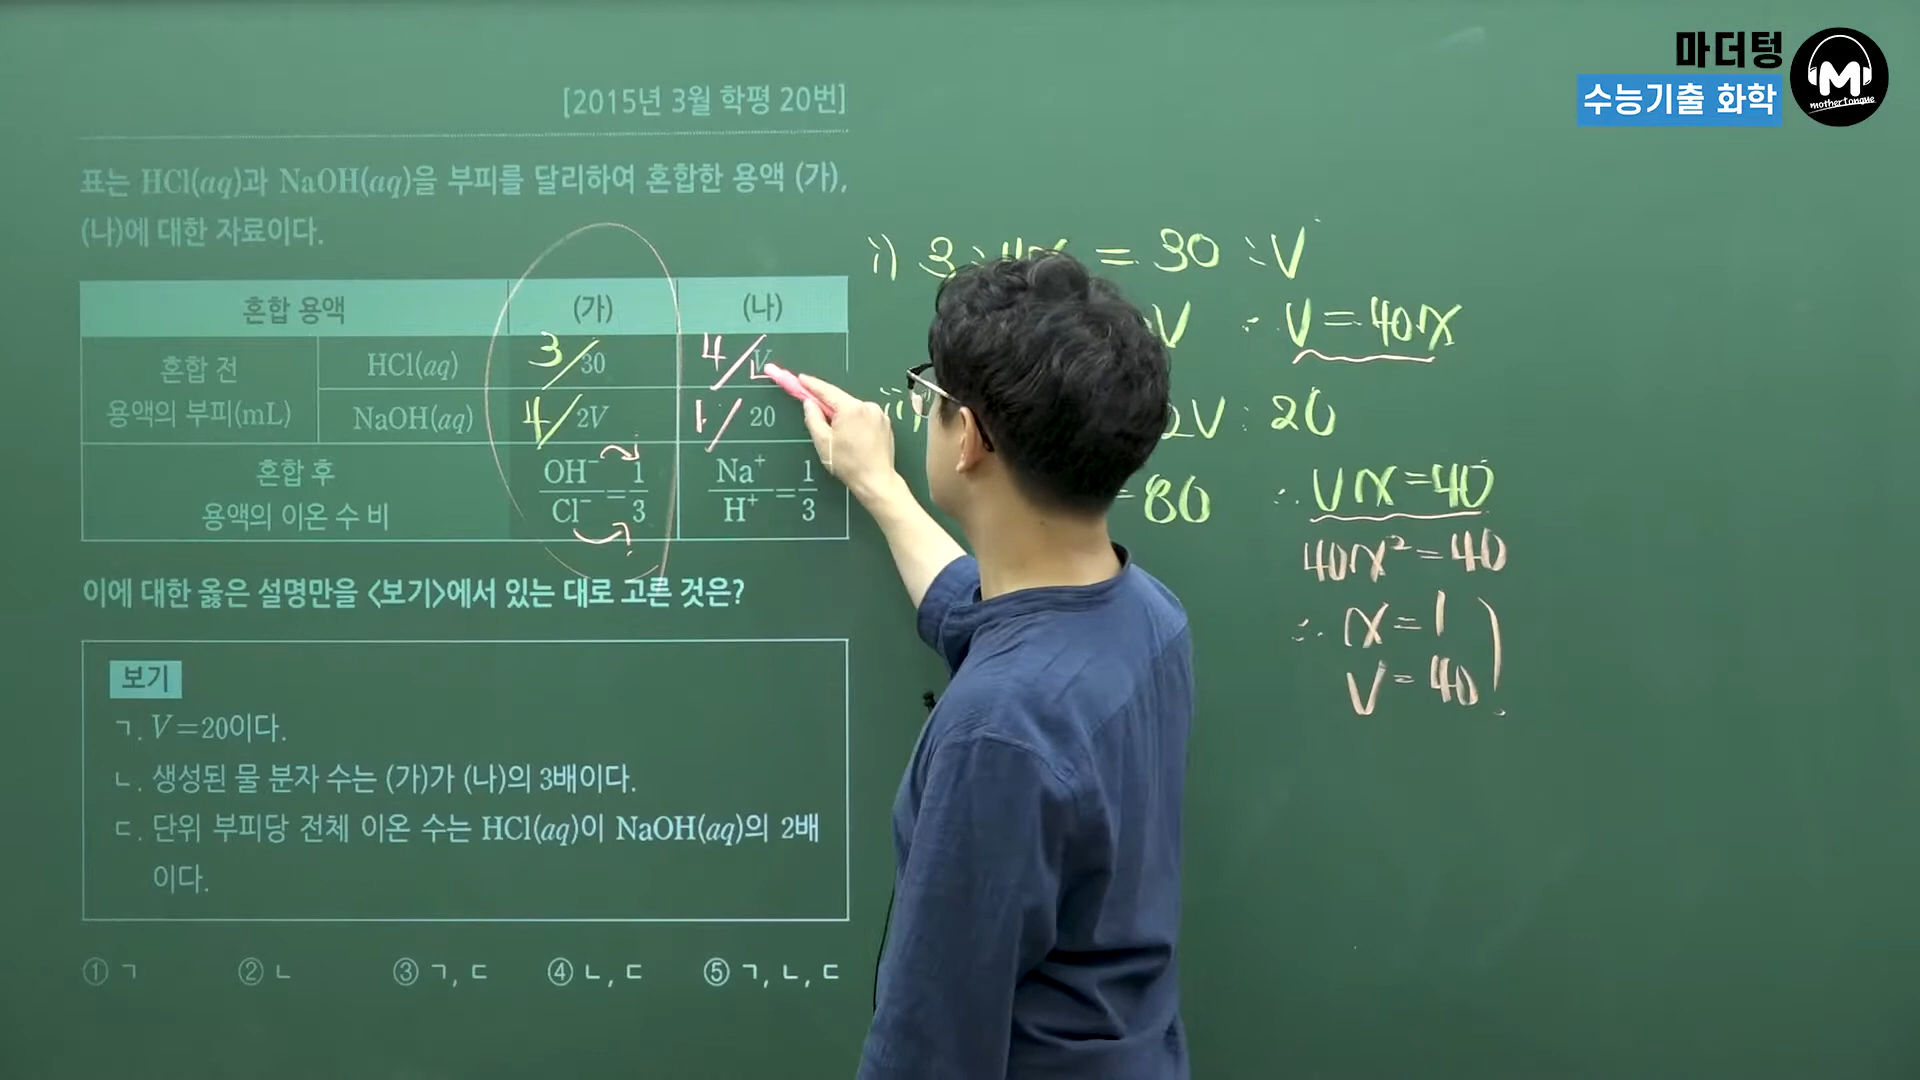 마더텅
수능기출 화학
mothertongue
[2015년 3월 학평 20번]
표는 HCl(aq)과 NaOH(aq)을 부피를 달리하여 혼합한 용액 (가),
(나)에 대한 자료이다.
혼합 용액 (가) (나)
혼합 전 용액의 부피(mL) HCl(aq) 3/30 4/V
NaOH(aq) 4/2V 1/20
혼합 후 용액의 이온 수 비 OH⁻/Cl⁻=1/3 Na⁺/H⁺=1/3
이에 대한 옳은 설명만을 <보기>에서 있는 대로 고른 것은?
보기
ㄱ. V=20이다.
ㄴ. 생성된 물 분자 수는 (가)가 (나)의 3배이다.
ㄷ. 단위 부피당 전체 이온 수는 HCl(aq)이 NaOH(aq)의 2배
이다.
① ㄱ ② ㄴ ③ ㄱ, ㄷ ④ ㄴ, ㄷ ⑤ ㄱ, ㄴ, ㄷ
i) 3 : 4x = 30 : V
V ∴ V=40x
2V : 20
=80 ∴ Vx=40
40x²=40
∴ x=1
V=40